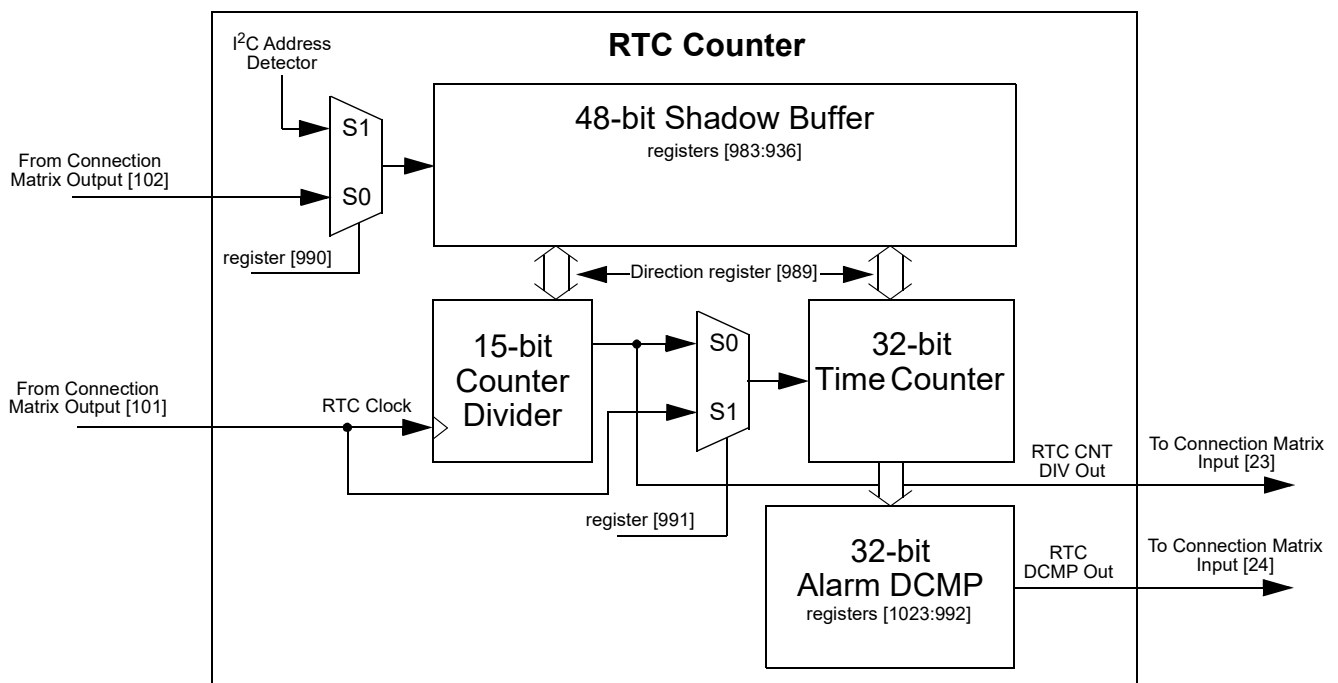 RTC Counter
I²C Address
Detector
48-bit Shadow Buffer
registers [983:936]
S1
From Connection
Matrix Output [102]
S0
register [990]
Direction register [989]
15-bit
Counter
Divider
S0
32-bit
Time Counter
From Connection
Matrix Output [101]
RTC Clock
S1
RTC CNT
DIV Out
To Connection Matrix
Input [23]
register [991]
32-bit
Alarm DCMP
registers [1023:992]
RTC
DCMP Out
To Connection Matrix
Input [24]